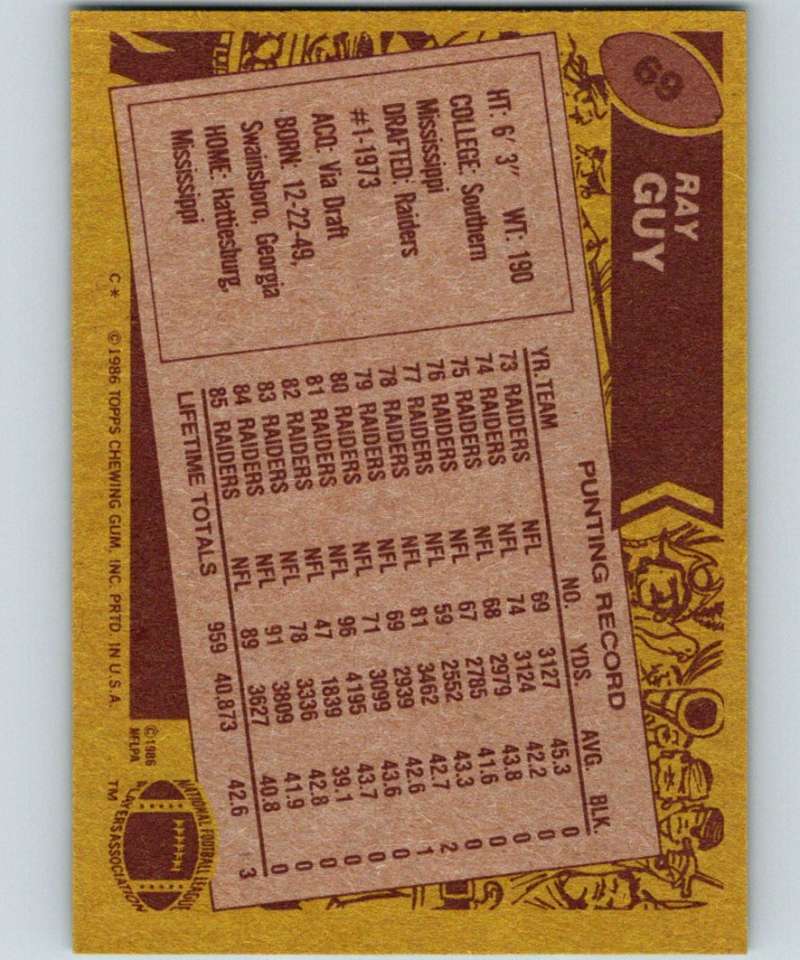 69
RAY
GUY
HT: 6' 3" WT: 190
COLLEGE: Southern
Mississippi
DRAFTED: Raiders
#1-1973
ACQ: Via Draft
BORN: 12-22-49,
Swainsboro, Georgia
HOME: Hattiesburg,
Mississippi
PUNTING RECORD
YR. TEAM NO. YDS. AVG. BLK.
73 RAIDERS NFL 69 3127 45.3 0
74 RAIDERS NFL 74 3124 42.2 0
75 RAIDERS NFL 68 2979 43.8 0
76 RAIDERS NFL 67 2785 41.6 0
77 RAIDERS NFL 59 2552 43.3 0
78 RAIDERS NFL 81 3462 42.7 2
79 RAIDERS NFL 69 2939 42.6 1
80 RAIDERS NFL 71 3099 43.6 0
81 RAIDERS NFL 96 4195 43.7 0
82 RAIDERS NFL 47 1839 39.1 0
83 RAIDERS NFL 78 3336 42.8 0
84 RAIDERS NFL 91 3809 41.9 0
85 RAIDERS NFL 89 3627 40.8 0
LIFETIME TOTALS 959 40,873 42.6 3
C* ©1986 TOPPS CHEWING GUM, INC. PRTD. IN U.S.A.
©1986
NFLPA
NATIONAL FOOTBALL LEAGUE
PLAYERS ASSOCIATION
TM